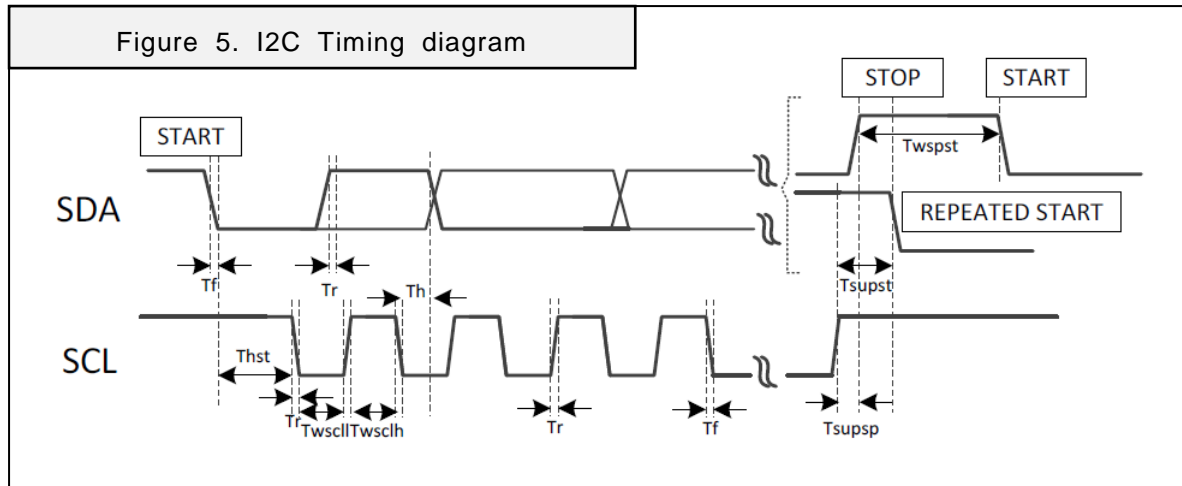 Figure 5. I2C Timing diagram
STOP
START
START
Twspst
SDA
REPEATED START
Tf
Tr
Th
Tsupst
SCL
Thst
Tr
Twscll
Twsclh
Tr
Tf
Tsupsp